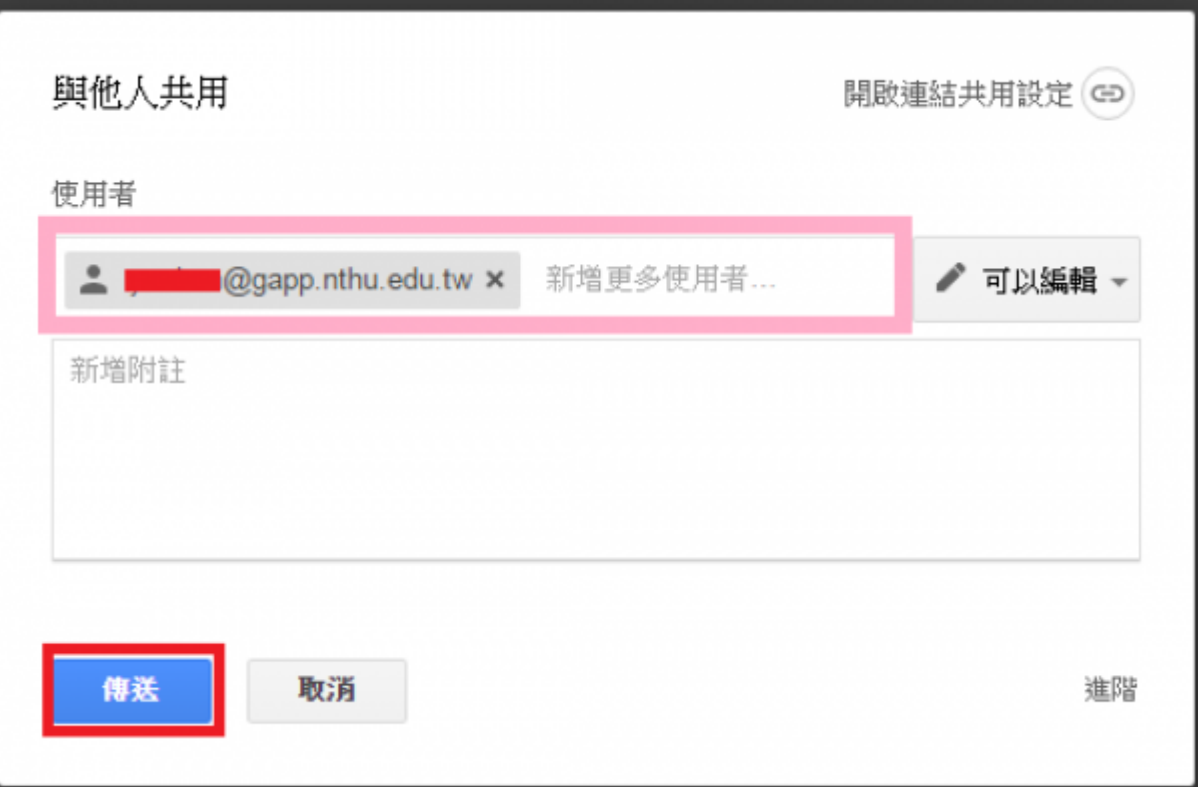 與他人共用
開啟連結共用設定
使用者
@gapp.nthu.edu.tw × 新增更多使用者...
可以編輯
新增附註
傳送 取消 進階